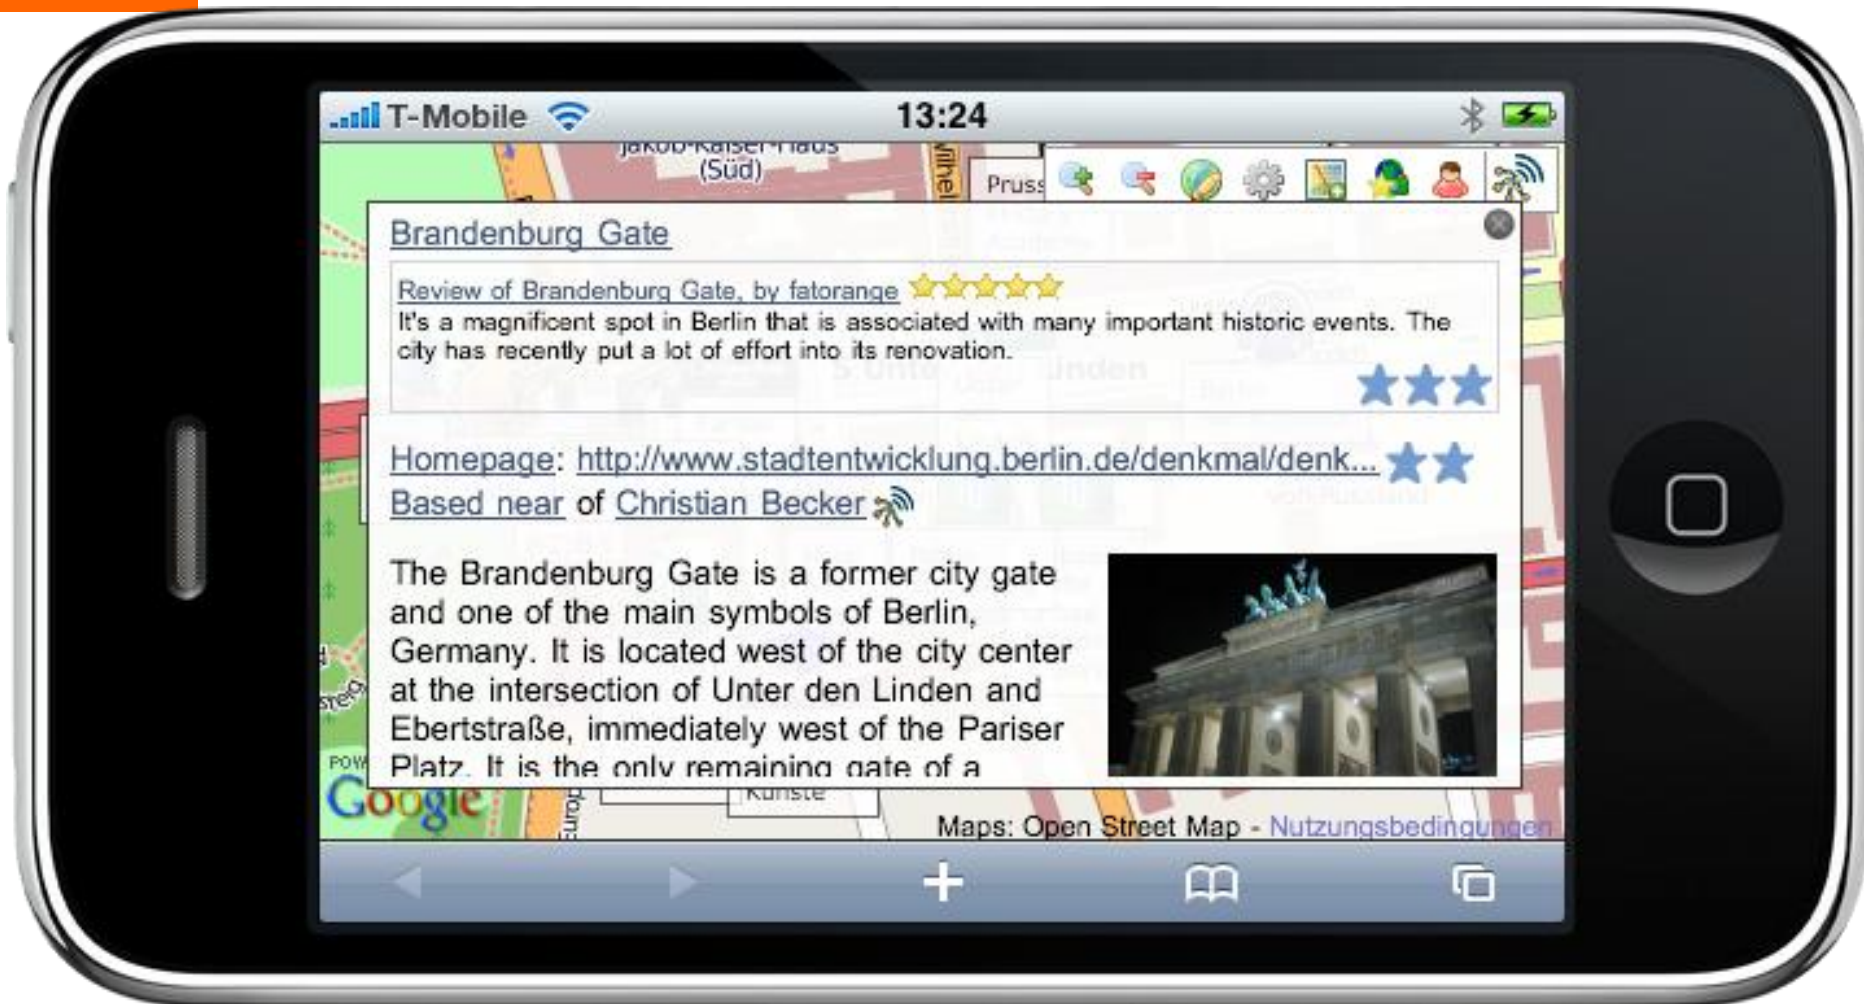 T-Mobile 13:24
Jakob-Kaiser-Haus
(Süd)
Brandenburg Gate
Review of Brandenburg Gate, by fatorange
It's a magnificent spot in Berlin that is associated with many important historic events. The
city has recently put a lot of effort into its renovation.
Homepage: http://www.stadtentwicklung.berlin.de/denkmal/denk...
Based near of Christian Becker
The Brandenburg Gate is a former city gate
and one of the main symbols of Berlin,
Germany. It is located west of the city center
at the intersection of Unter den Linden and
Ebertstraße, immediately west of the Pariser
Platz. It is the only remaining gate of a
Google
Künste
Maps: Open Street Map - Nutzungsbedingungen